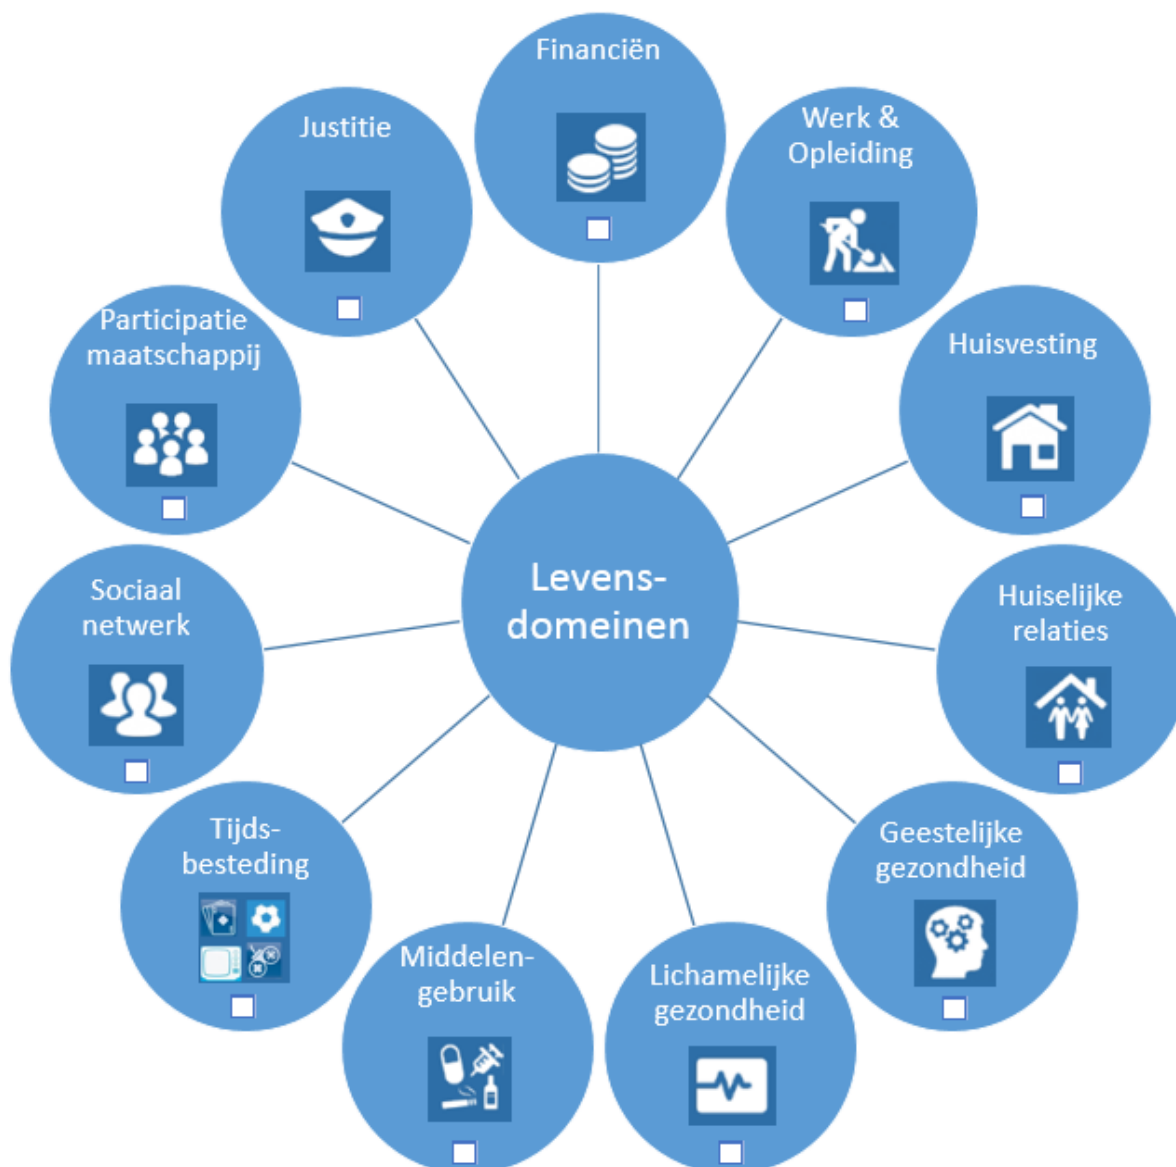 Financiën
Werk &
Opleiding
Huisvesting
Huiselijke
relaties
Geestelijke
gezondheid
Lichamelijke
gezondheid
Middelen-
gebruik
Tijds-
besteding
Sociaal
netwerk
Participatie
maatschappij
Justitie
Levens-
domeinen